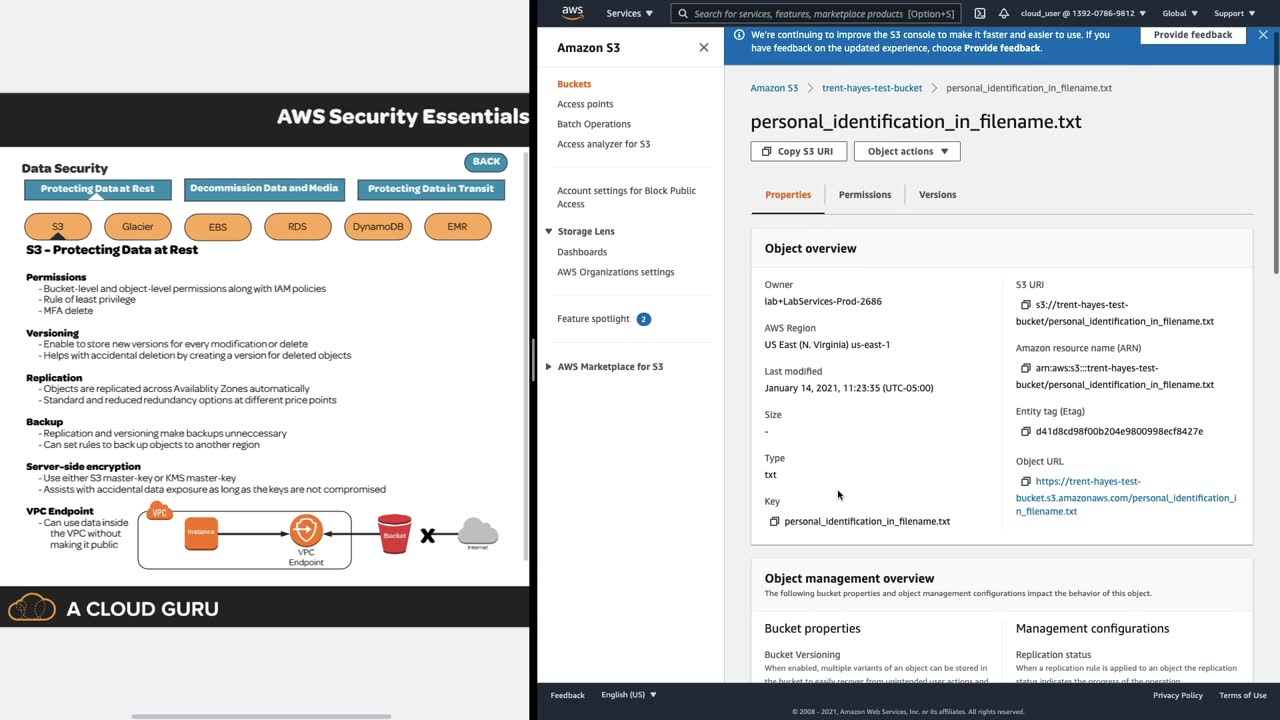 AWS Security Essentials
Data Security
BACK
Protecting Data at Rest
Decommission Data and Media
Protecting Data in Transit
S3
Glacier
EBS
RDS
DynamoDB
EMR
S3 - Protecting Data at Rest
Permissions
- Bucket-level and object-level permissions along with IAM policies
- Rule of least privilege
- MFA delete
Versioning
- Enable to store new versions for every modification or delete
- Helps with accidental deletion by creating a version for deleted objects
Replication
- Objects are replicated across Availablity Zones automatically
- Standard and reduced redundancy options at different price points
Backup
- Replication and versioning make backups unneccessary
- Can set rules to back up objects to another region
Server-side encryption
- Use either S3 master-key or KMS master-key
- Assists with accidental data exposure as long as the keys are not compromised
VPC Endpoint
- Can use data inside
the VPC without
making it public
VPC
Instance
VPC
Endpoint
Bucket
Internet
A CLOUD GURU
aws
Services
Search for services, features, marketplace products [Option+S]
cloud_user @ 1392-0786-9812
Global
Support
Amazon S3
Buckets
Access points
Batch Operations
Access analyzer for S3
Account settings for Block Public
Access
Storage Lens
Dashboards
AWS Organizations settings
Feature spotlight 2
AWS Marketplace for S3
We're continuing to improve the S3 console to make it faster and easier to use. If you
have feedback on the updated experience, choose Provide feedback.
Provide feedback
Amazon S3 > trent-hayes-test-bucket > personal_identification_in_filename.txt
personal_identification_in_filename.txt
Copy S3 URI
Object actions
Properties
Permissions
Versions
Object overview
Owner
lab+LabServices-Prod-2686
AWS Region
US East (N. Virginia) us-east-1
Last modified
January 14, 2021, 11:23:35 (UTC-05:00)
Size
-
Type
txt
Key
personal_identification_in_filename.txt
S3 URI
s3://trent-hayes-test-
bucket/personal_identification_in_filename.txt
Amazon resource name (ARN)
arn:aws:s3:::trent-hayes-test-
bucket/personal_identification_in_filename.txt
Entity tag (Etag)
d41d8cd98f00b204e9800998ecf8427e
Object URL
https://trent-hayes-test-
bucket.s3.amazonaws.com/personal_identification_i
n_filename.txt
Object management overview
The following bucket properties and object management configurations impact the behavior of this object.
Bucket properties
Bucket Versioning
When enabled, multiple variants of an object can be stored in
the bucket to easily recover from unintended user actions and
Management configurations
Replication status
When a replication rule is applied to an object the replication
status indicates the progress of the operation.
Feedback
English (US)
Privacy Policy
Terms of Use
© 2008 - 2021, Amazon Web Services, Inc. or its affiliates. All rights reserved.